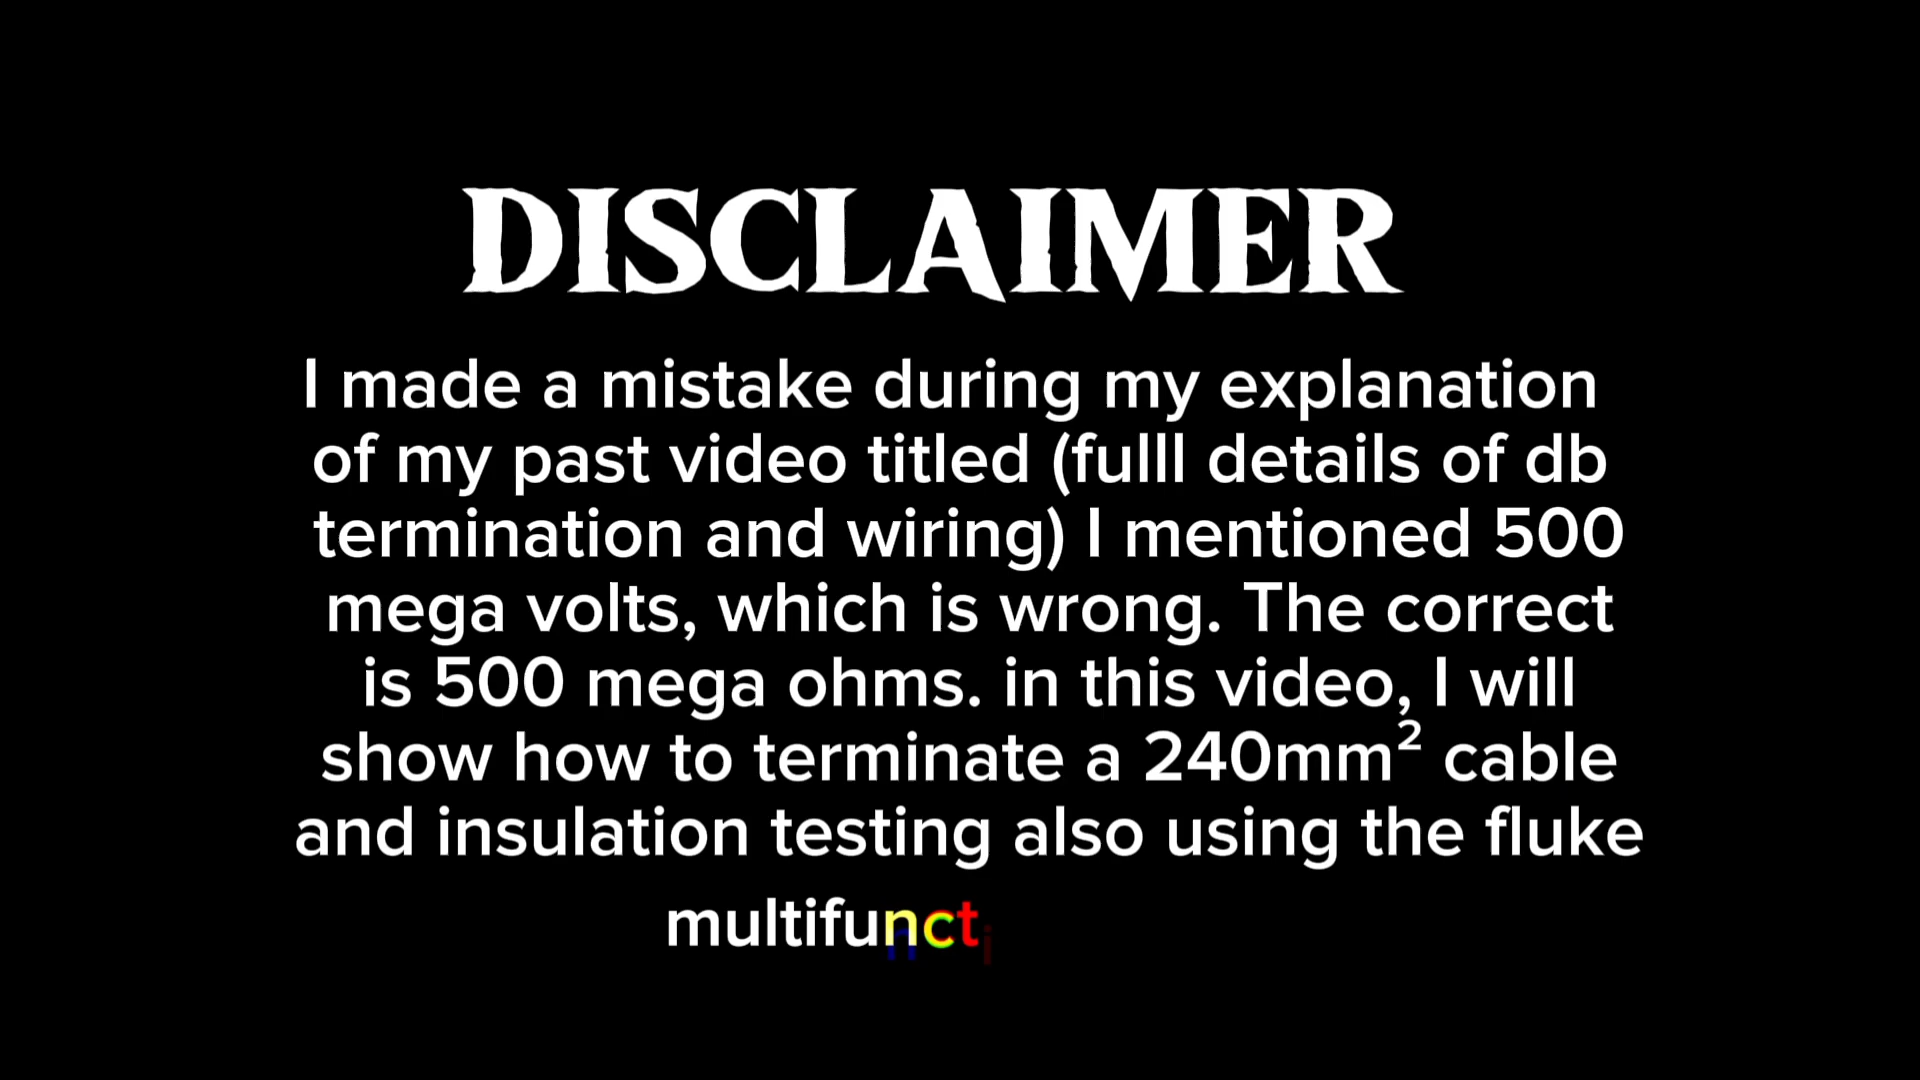 DISCLAIMER
I made a mistake during my explanation
of my past video titled (fulll details of db
termination and wiring) I mentioned 500
mega volts, which is wrong. The correct
is 500 mega ohms. in this video, I will
show how to terminate a 240mm² cable
and insulation testing also using the fluke
multifuncti